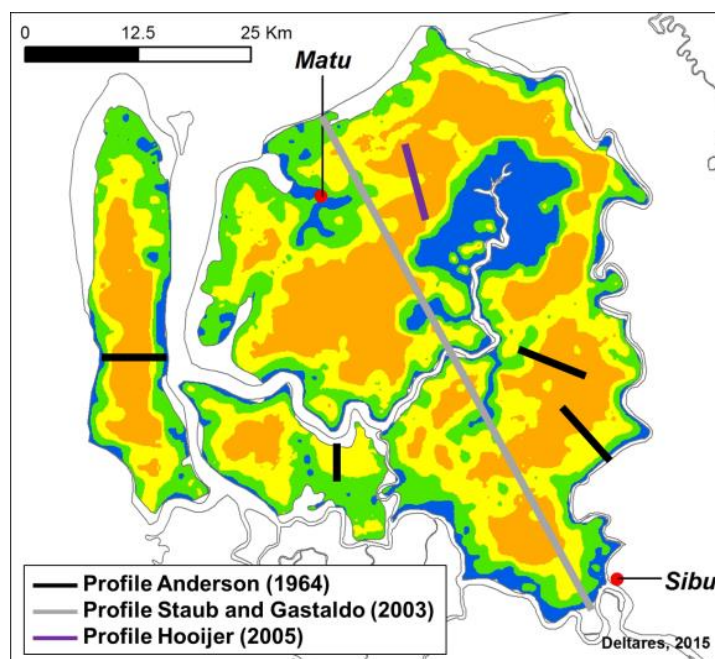 0 12.5 25 Km
Matu
Sibu
Profile Anderson (1964)
Profile Staub and Gastaldo (2003)
Profile Hooijer (2005)
Deltares, 2015